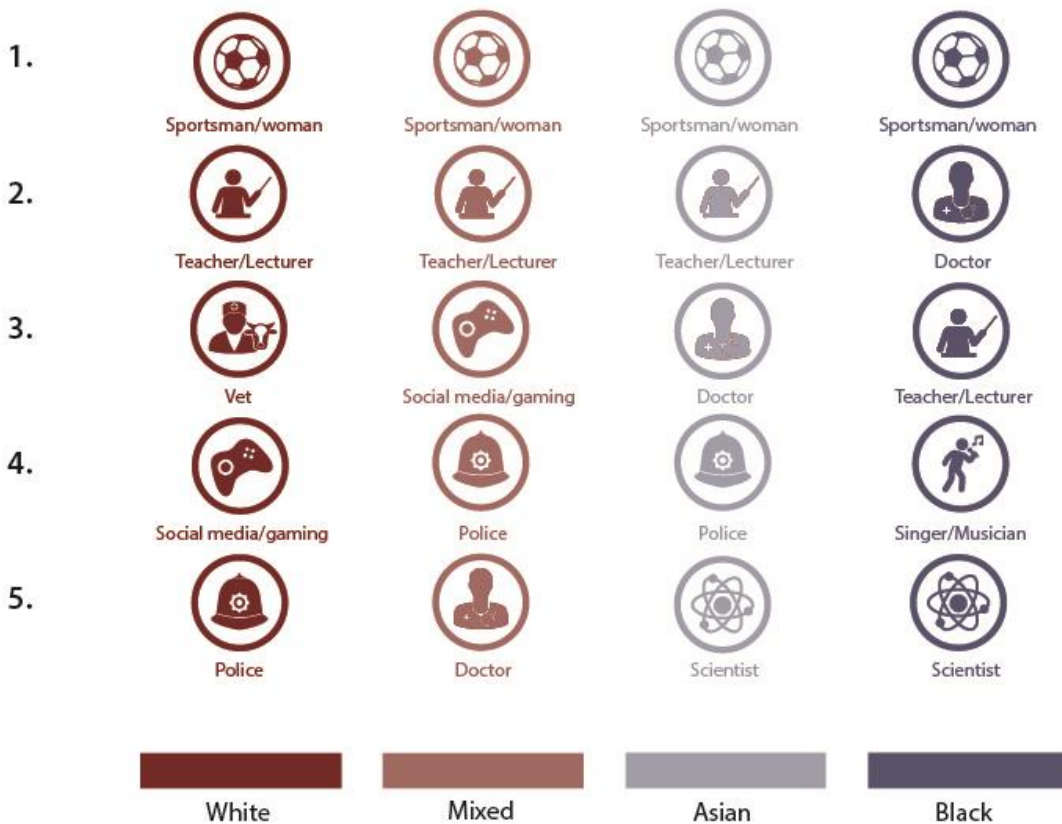 1.
Sportsman/woman Sportsman/woman Sportsman/woman Sportsman/woman
2.
Teacher/Lecturer Teacher/Lecturer Teacher/Lecturer Doctor
3.
Vet Social media/gaming Doctor Teacher/Lecturer
4.
Social media/gaming Police Police Singer/Musician
5.
Police Doctor Scientist Scientist
White Mixed Asian Black